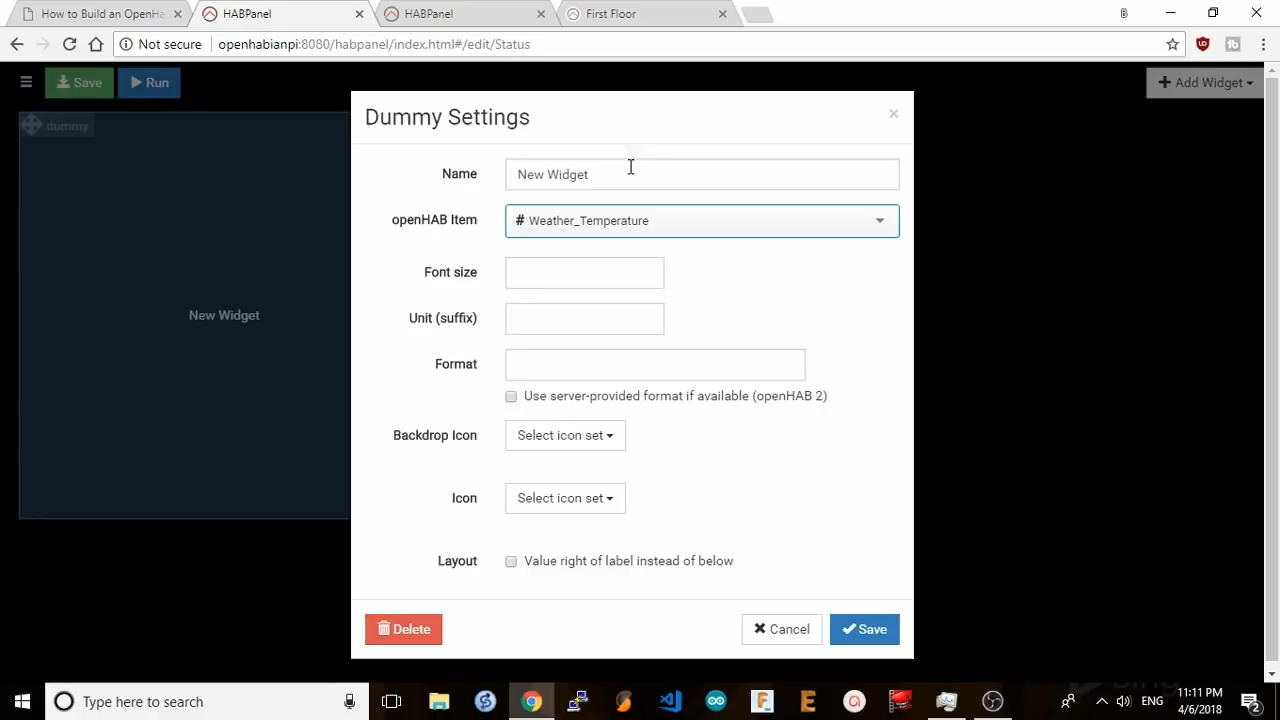 How to Build an OpenHa
HABPanel
HABPanel
First Floor
Not secure
openhabianpi:8080/habpanel/index.html#/edit/Status
Save
Run
Add Widget
dummy
New Widget
Dummy Settings
Name
New Widget
openHAB Item
# Weather_Temperature
Font size
Unit (suffix)
Format
Use server-provided format if available (openHAB 2)
Backdrop Icon
Select icon set
Icon
Select icon set
Layout
Value right of label instead of below
Delete
Cancel
Save
Type here to search
ENG
11:11 PM
4/6/2018